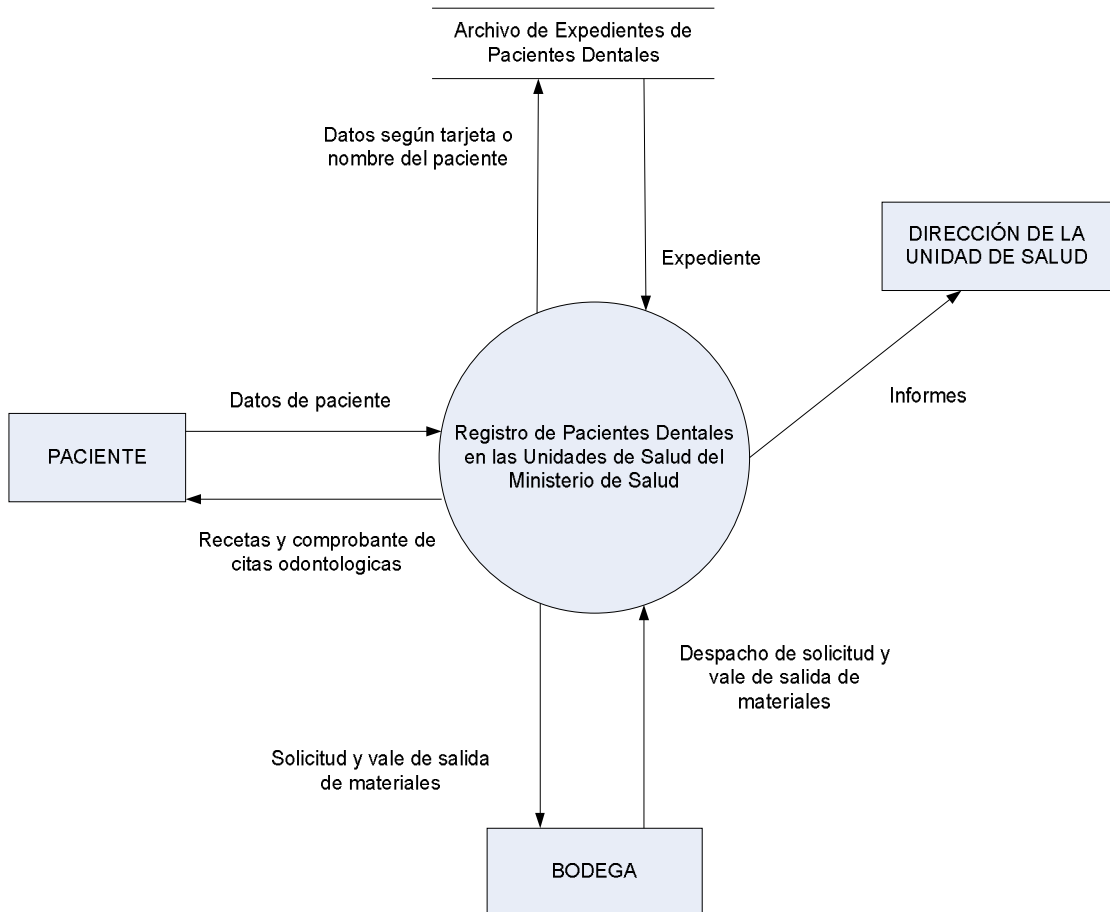 Archivo de Expedientes de
Pacientes Dentales
Datos según tarjeta o
nombre del paciente
Expediente
DIRECCIÓN DE LA
UNIDAD DE SALUD
Informes
Datos de paciente
PACIENTE
Registro de Pacientes Dentales
en las Unidades de Salud del
Ministerio de Salud
Recetas y comprobante de
citas odontologicas
Despacho de solicitud y
vale de salida de
materiales
Solicitud y vale de salida
de materiales
BODEGA